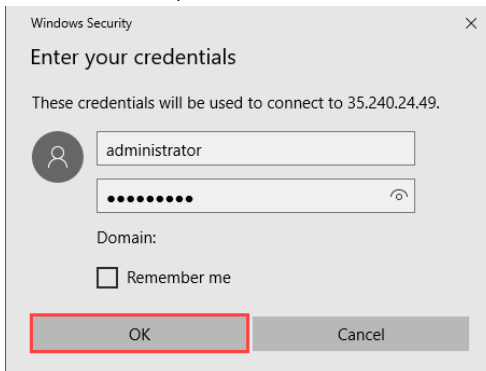 Windows Security
Enter your credentials
These credentials will be used to connect to 35.240.24.49.
administrator
●●●●●●●●●
Domain:
Remember me
OK Cancel